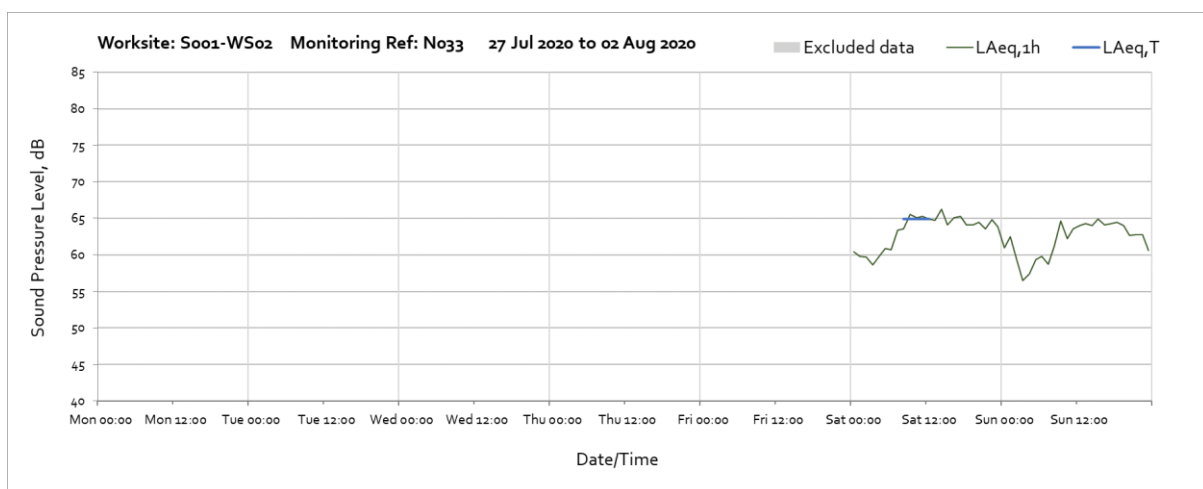 Worksite: S001-WS02 Monitoring Ref: N033 27 Jul 2020 to 02 Aug 2020
Excluded data LAeq,1h LAeq,T
85
80
75
70
65
60
55
50
45
40
Sound Pressure Level, dB
Mon 00:00 Mon 12:00 Tue 00:00 Tue 12:00 Wed 00:00 Wed 12:00 Thu 00:00 Thu 12:00 Fri 00:00 Fri 12:00 Sat 00:00 Sat 12:00 Sun 00:00 Sun 12:00
Date/Time